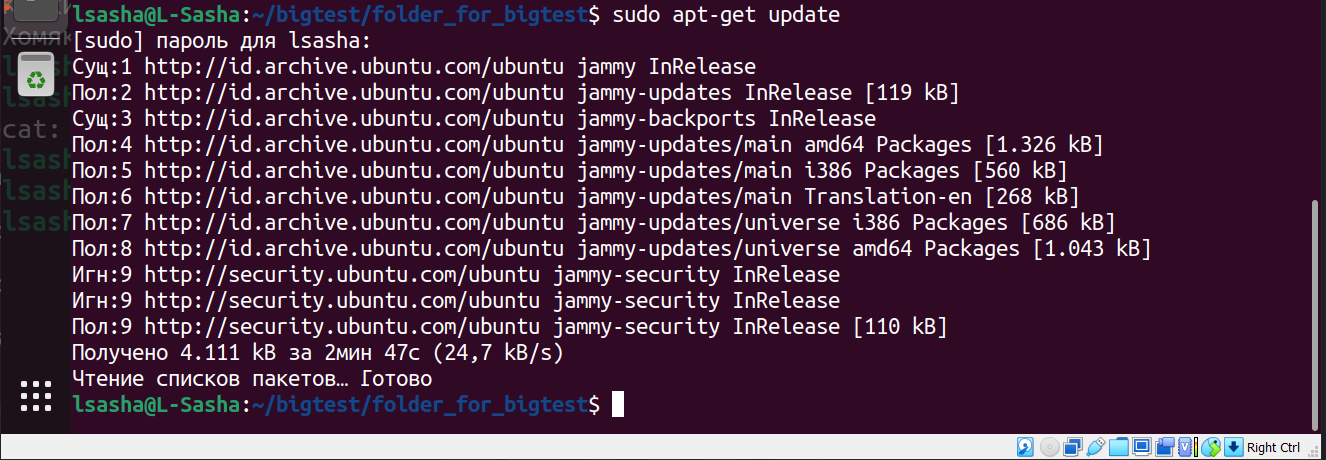 lsasha@L-Sasha:~/bigtest/folder_for_bigtest$ sudo apt-get update
[sudo] пароль для lsasha:
Сущ:1 http://id.archive.ubuntu.com/ubuntu jammy InRelease
Пол:2 http://id.archive.ubuntu.com/ubuntu jammy-updates InRelease [119 kB]
Сущ:3 http://id.archive.ubuntu.com/ubuntu jammy-backports InRelease
Пол:4 http://id.archive.ubuntu.com/ubuntu jammy-updates/main amd64 Packages [1.326 kB]
Пол:5 http://id.archive.ubuntu.com/ubuntu jammy-updates/main i386 Packages [560 kB]
Пол:6 http://id.archive.ubuntu.com/ubuntu jammy-updates/main Translation-en [268 kB]
Пол:7 http://id.archive.ubuntu.com/ubuntu jammy-updates/universe i386 Packages [686 kB]
Пол:8 http://id.archive.ubuntu.com/ubuntu jammy-updates/universe amd64 Packages [1.043 kB]
Игн:9 http://security.ubuntu.com/ubuntu jammy-security InRelease
Игн:9 http://security.ubuntu.com/ubuntu jammy-security InRelease
Пол:9 http://security.ubuntu.com/ubuntu jammy-security InRelease [110 kB]
Получено 4.111 kB за 2мин 47с (24,7 kB/s)
Чтение списков пакетов… Готово
lsasha@L-Sasha:~/bigtest/folder_for_bigtest$
cat:
Right Ctrl